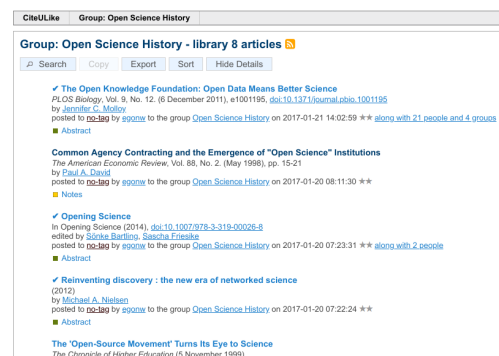 CiteULike Group: Open Science History
Group: Open Science History - library 8 articles
Search Copy Export Sort Hide Details
✔ The Open Knowledge Foundation: Open Data Means Better Science
PLOS Biology, Vol. 9, No. 12. (6 December 2011), e1001195, doi:10.1371/journal.pbio.1001195
by Jennifer C. Molloy
posted to no-tag by egonw to the group Open Science History on 2017-01-21 14:02:59 ★★ along with 21 people and 4 groups
Abstract
Common Agency Contracting and the Emergence of "Open Science" Institutions
The American Economic Review, Vol. 88, No. 2. (May 1998), pp. 15-21
by Paul A. David
posted to no-tag by egonw to the group Open Science History on 2017-01-20 08:11:30 ★★
Notes
✔ Opening Science
In Opening Science (2014), doi:10.1007/978-3-319-00026-8
edited by Sönke Bartling, Sascha Friesike
posted to no-tag by egonw to the group Open Science History on 2017-01-20 07:23:31 ★★ along with 2 people
Abstract
✔ Reinventing discovery : the new era of networked science
(2012)
by Michael A. Nielsen
posted to no-tag by egonw to the group Open Science History on 2017-01-20 07:22:24 ★★
Abstract
The 'Open-Source Movement' Turns Its Eye to Science
The Chronicle of Higher Education (5 November 1999)